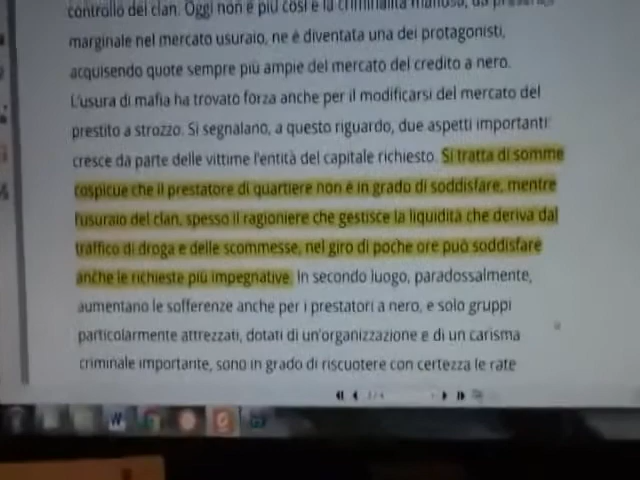 controllo del clan. Oggi non è più così e la criminalità mafiosa, da
marginale nel mercato usuraio, ne è diventata una dei protagonisti,
acquisendo quote sempre più ampie del mercato del credito a nero.
L'usura di mafia ha trovato forza anche per il modificarsi del mercato del
prestito a strozzo. Si segnalano, a questo riguardo, due aspetti importanti:
cresce da parte delle vittime l'entità del capitale richiesto. Si tratta di somme
cospicue che il prestatore di quartiere non è in grado di soddisfare, mentre
l'usuraio del clan, spesso il ragioniere che gestisce la liquidità che deriva dal
traffico di droga e delle scommesse, nel giro di poche ore può soddisfare
anche le richieste più impegnative. In secondo luogo, paradossalmente,
aumentano le sofferenze anche per i prestatori a nero, e solo gruppi
particolarmente attrezzati, dotati di un'organizzazione e di un carisma
criminale importante, sono in grado di riscuotere con certezza le rate